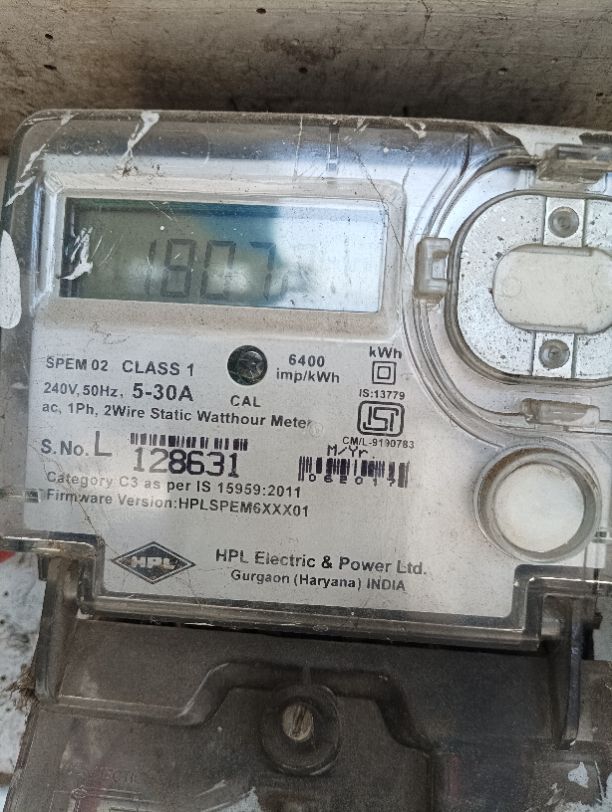 1807
SPEM 02 CLASS 1
6400
imp/kWh
kWh
240V, 50Hz, 5-30A
CAL
IS:13779
ac, 1Ph, 2Wire Static Watthour Meter
ISI
CM/L-9190783
S.No. L 128631
M/Yr.
062017
Category C3 as per IS 15959:2011
Firmware Version:HPLSPEM6XXX01
HPL
HPL Electric & Power Ltd.
Gurgaon (Haryana) INDIA